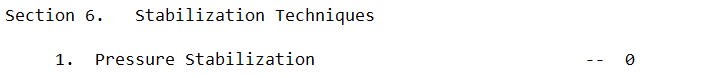 Section 6.   Stabilization Techniques
1.  Pressure Stabilization                           --  0